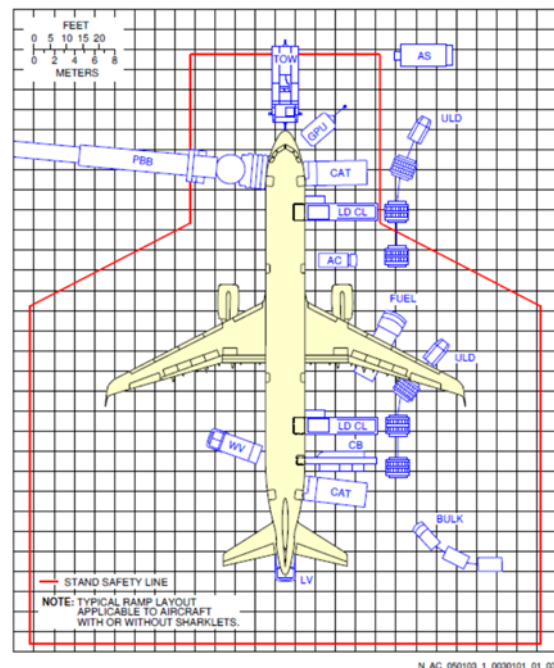 FEET
0 5 10 15 20
0 2 4 6 8
METERS
TOW
AS
GPU
ULD
PBB
CAT
LD CL
AC
FUEL
ULD
LD CL
WV
CB
CAT
BULK
LV
STAND SAFETY LINE
NOTE: TYPICAL RAMP LAYOUT
APPLICABLE TO AIRCRAFT
WITH OR WITHOUT SHARKLETS.